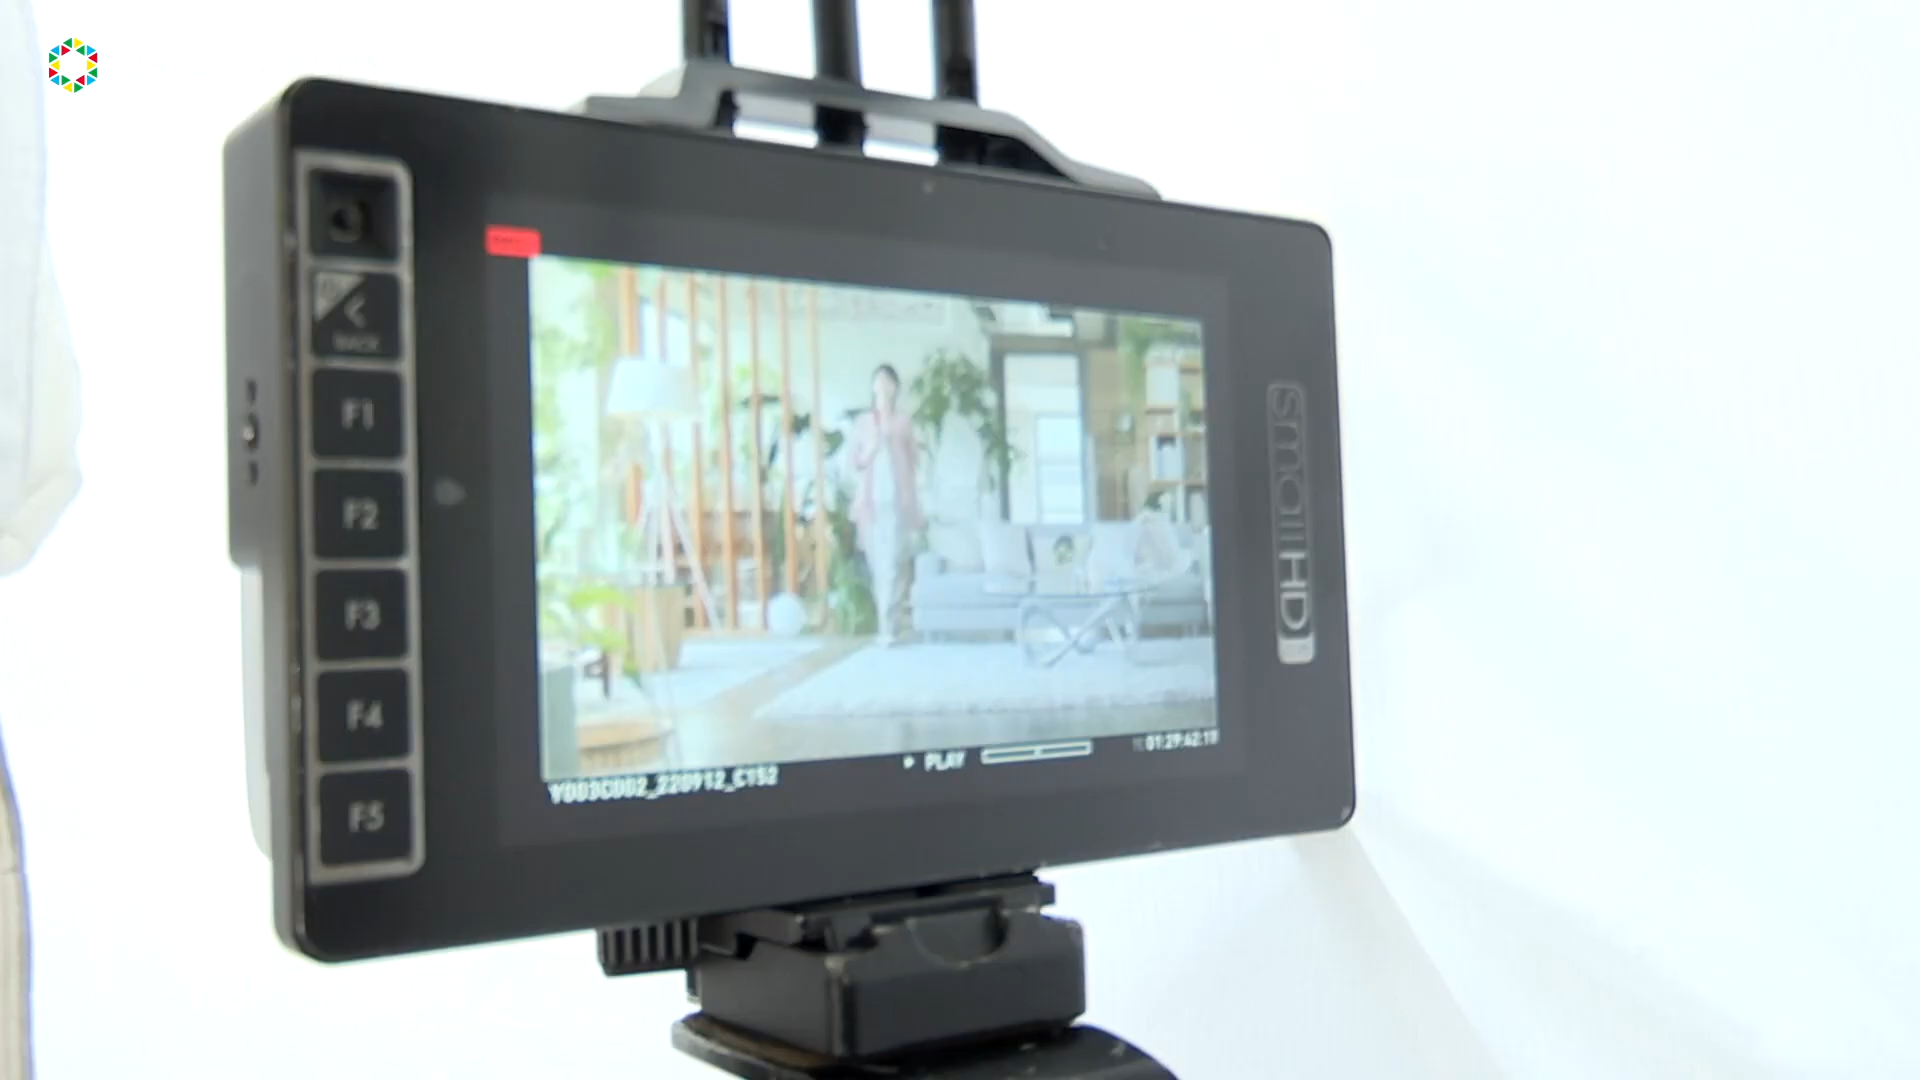 BACK
F1
F2
F3
F4
F5
smallHD
PLAY
01:29:42:19
Y003C002_220912_C152